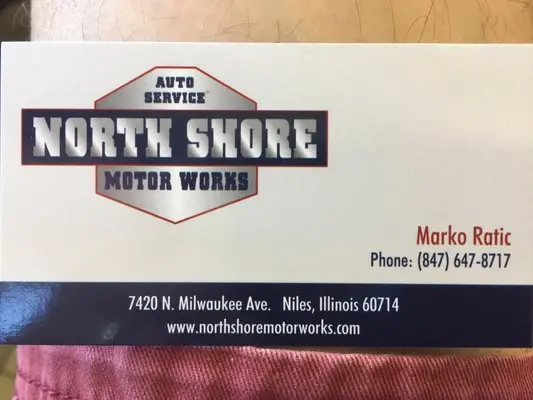 AUTO
SERVICE
NORTH SHORE
MOTOR WORKS
Marko Ratic
Phone: (847) 647-8717
7420 N. Milwaukee Ave. Niles, Illinois 60714
www.northshoremotorworks.com